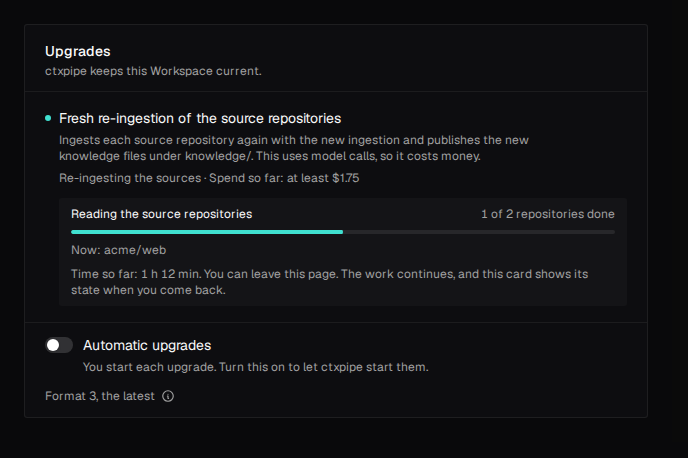 Upgrades
ctxpipe keeps this Workspace current.
Fresh re-ingestion of the source repositories
Ingests each source repository again with the new ingestion and publishes the new
knowledge files under knowledge/. This uses model calls, so it costs money.
Re-ingesting the sources · Spend so far: at least $1.75
Reading the source repositories
1 of 2 repositories done
Now: acme/web
Time so far: 1 h 12 min. You can leave this page. The work continues, and this card shows its
state when you come back.
Automatic upgrades
You start each upgrade. Turn this on to let ctxpipe start them.
Format 3, the latest